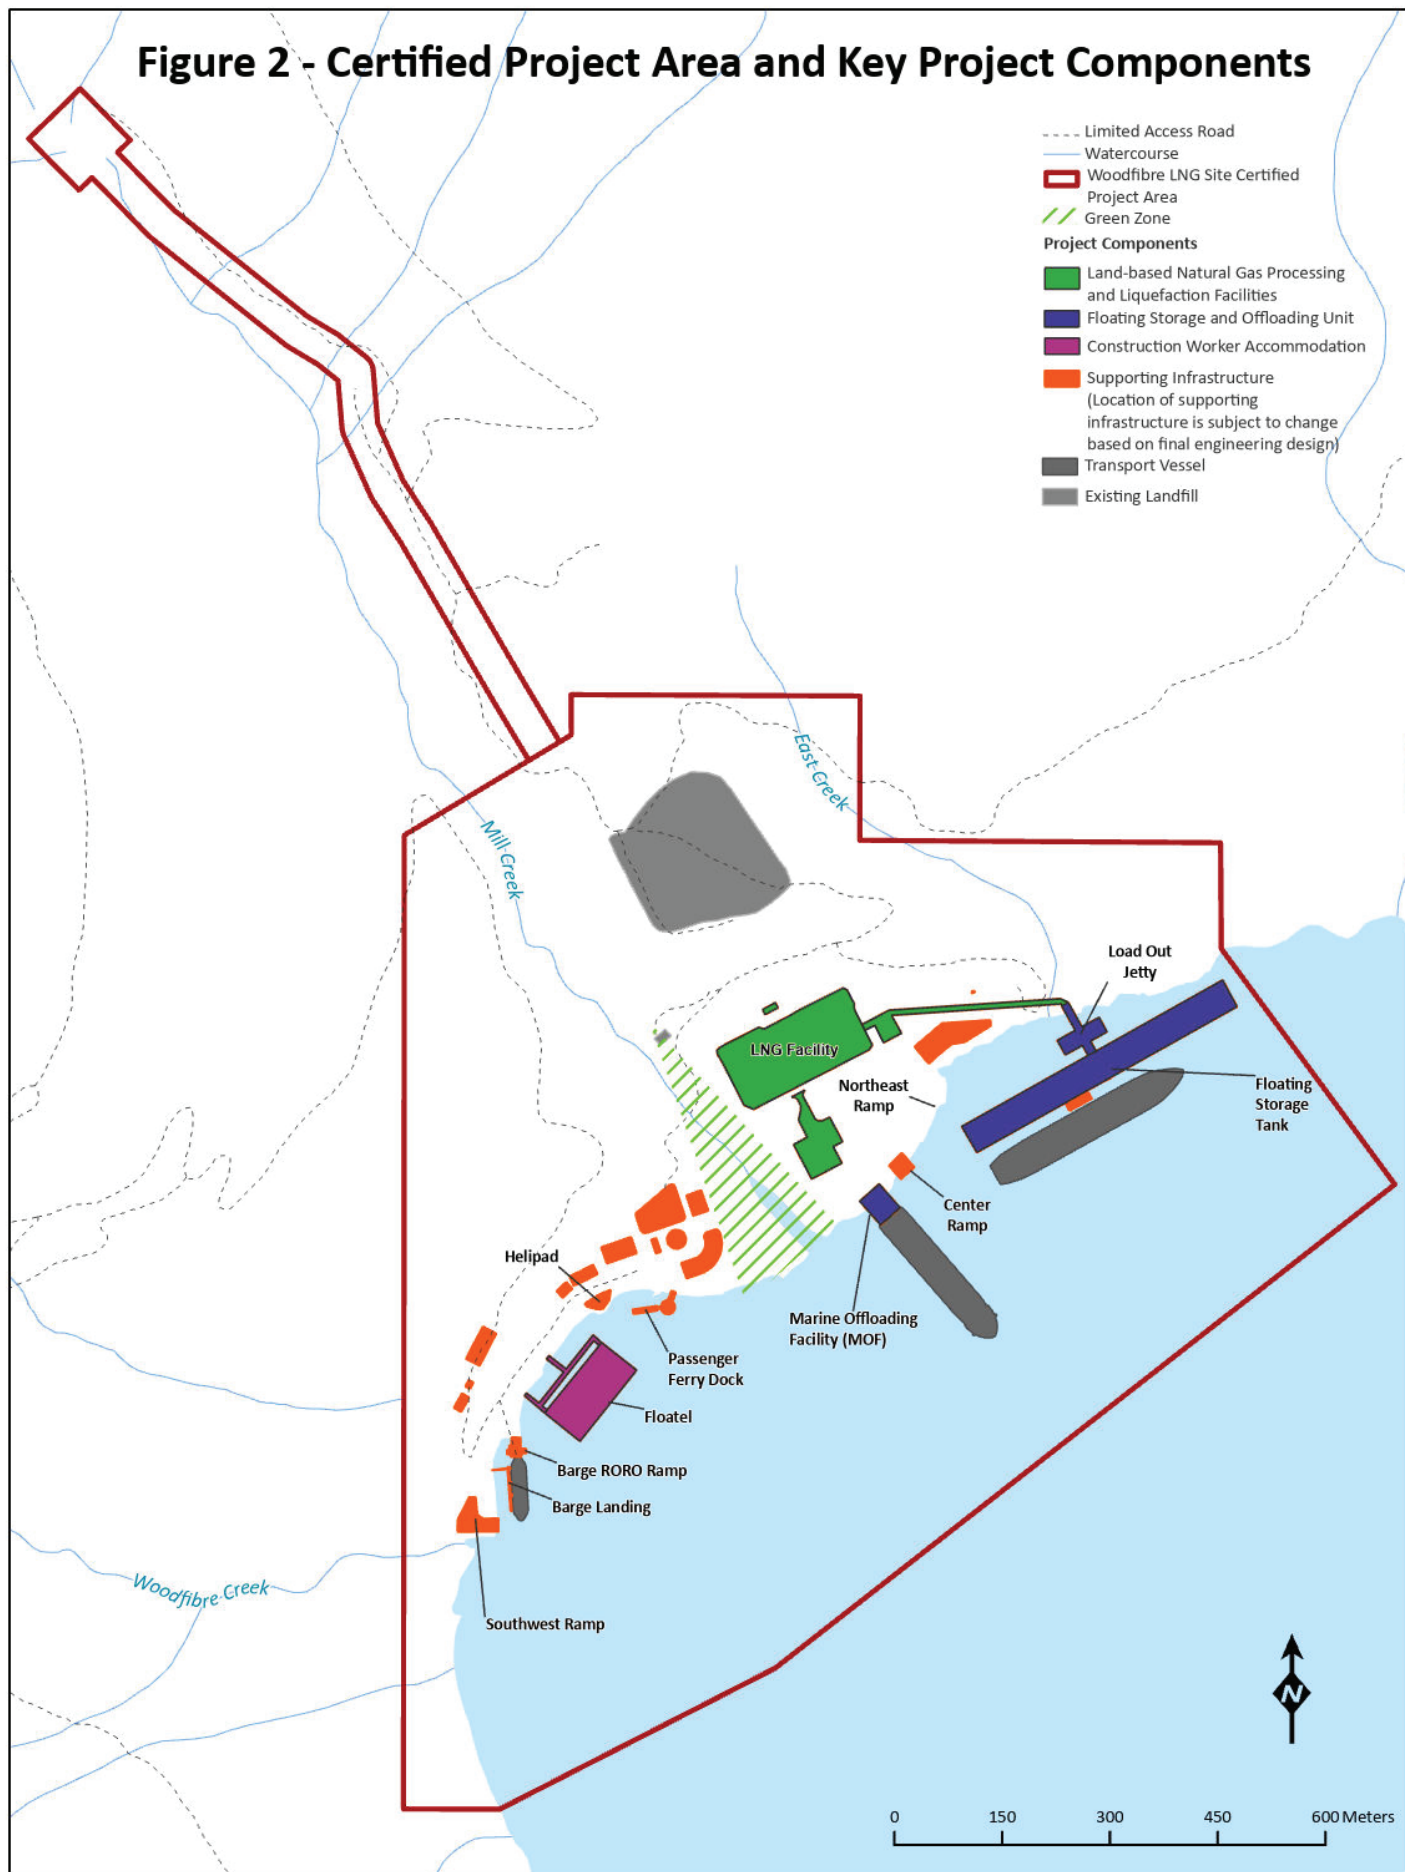 Figure 2 - Certified Project Area and Key Project Components
Limited Access Road
Watercourse
Woodfibre LNG Site Certified
Project Area
Green Zone
Project Components
Land-based Natural Gas Processing
and Liquefaction Facilities
Floating Storage and Offloading Unit
Construction Worker Accommodation
Supporting Infrastructure
(Location of supporting
infrastructure is subject to change
based on final engineering design)
Transport Vessel
Existing Landfill
East Creek
Mill Creek
Load Out
Jetty
LNG Facility
Northeast
Ramp
Floating
Storage
Tank
Center
Ramp
Helipad
Marine Offloading
Facility (MOF)
Passenger
Ferry Dock
Floatel
Barge RORO Ramp
Barge Landing
Woodfibre Creek
Southwest Ramp
N
0 150 300 450 600 Meters